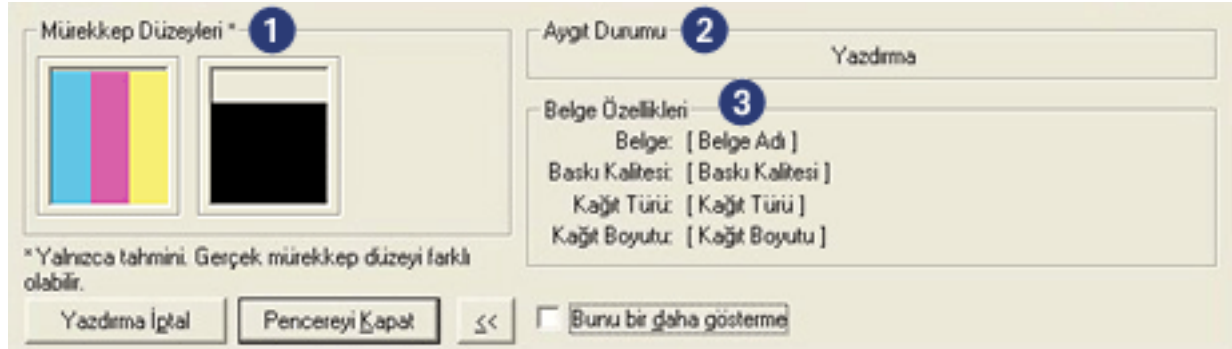 Mürekkep Düzeyleri * 1
Aygıt Durumu 2
Yazdırma
Belge Özellikleri 3
Belge: [ Belge Adı ]
Baskı Kalitesi: [ Baskı Kalitesi ]
Kağıt Türü: [ Kağıt Türü ]
Kağıt Boyutu: [ Kağıt Boyutu ]
* Yalnızca tahmini. Gerçek mürekkep düzeyi farklı
olabilir.
Yazdırma İptal Pencereyi Kapat << Bunu bir daha gösterme